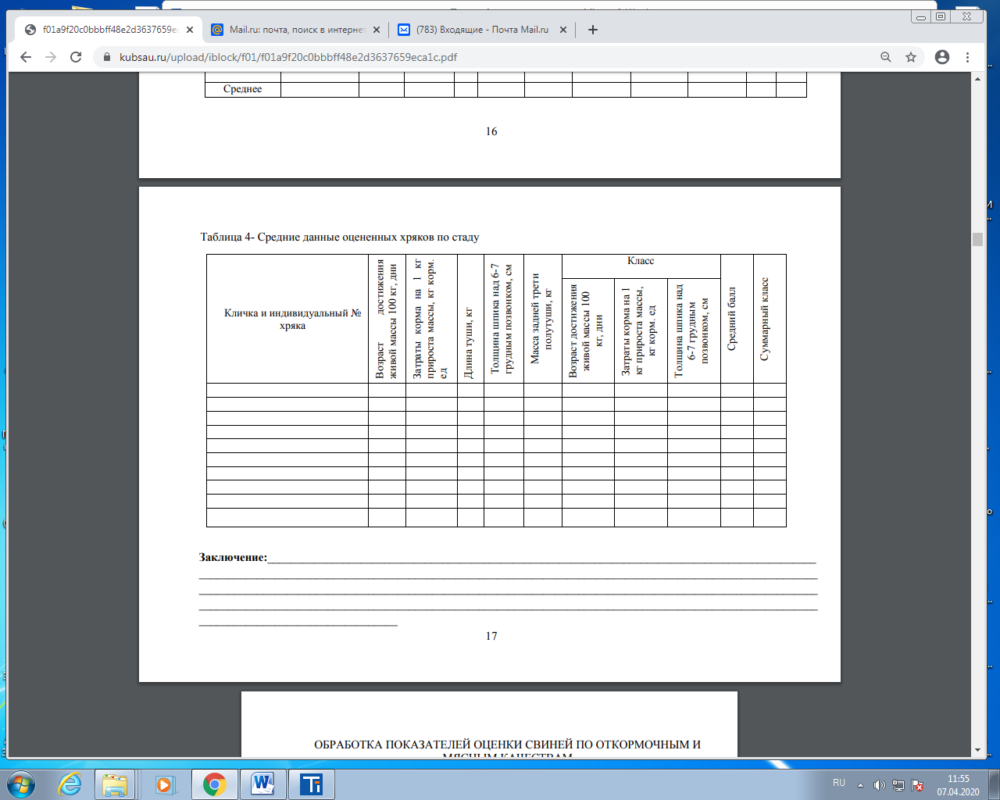 f01a9f20c0bbbff48e2d3637659ec
Mail.ru: почта, поиск в интернет
(783) Входящие - Почта Mail.ru
kubsau.ru/upload/iblock/f01/f01a9f20c0bbbff48e2d3637659eca1c.pdf
Среднее
16
Таблица 4- Средние данные оцененных хряков по стаду
Кличка и индивидуальный №
хряка
Возраст достижения
живой массы 100 кг, дни
Затраты корма на 1 кг
прироста массы, кг корм.
ед
Длина туши, кг
Толщина шпика над 6-7
грудным позвонком, см
Масса задней трети
полутуши, кг
Класс
Возраст достижения
живой массы 100
кг, дни
Затраты корма на 1
кг прироста массы,
кг корм. ед
Толщина шпика над
6-7 грудным
позвонком, см
Средний балл
Суммарный класс
Заключение:
17
ОБРАБОТКА ПОКАЗАТЕЛЕЙ ОЦЕНКИ СВИНЕЙ ПО ОТКОРМОЧНЫМ И
МЯСНЫМ КАЧЕСТВАМ
RU
11:55
07.04.2020